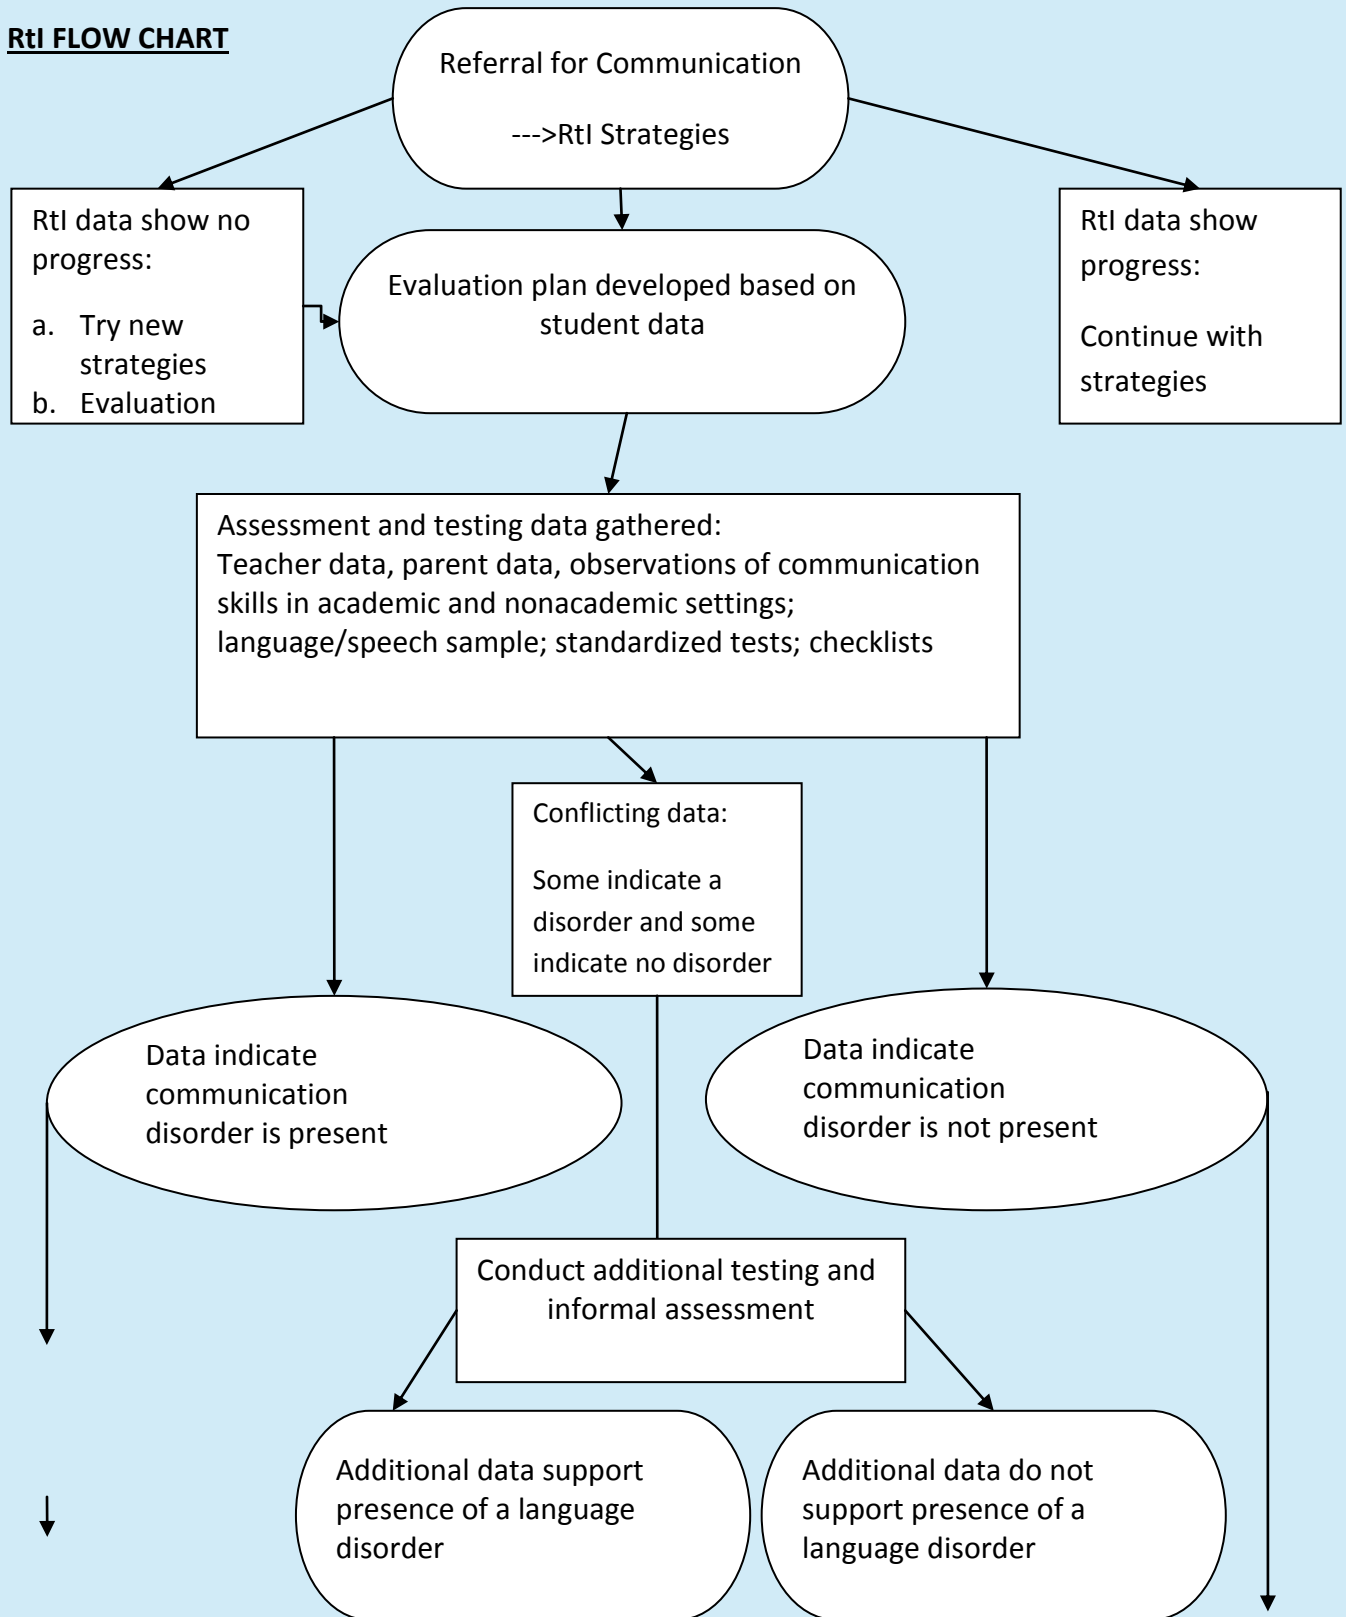 RtI FLOW CHART
Referral for Communication
--->RtI Strategies
RtI data show no
progress:
a. Try new
strategies
b. Evaluation
Evaluation plan developed based on
student data
RtI data show
progress:
Continue with
strategies
Assessment and testing data gathered:
Teacher data, parent data, observations of communication
skills in academic and nonacademic settings;
language/speech sample; standardized tests; checklists
Conflicting data:
Some indicate a
disorder and some
indicate no disorder
Data indicate
communication
disorder is present
Data indicate
communication
disorder is not present
Conduct additional testing and
informal assessment
Additional data support
presence of a language
disorder
Additional data do not
support presence of a
language disorder